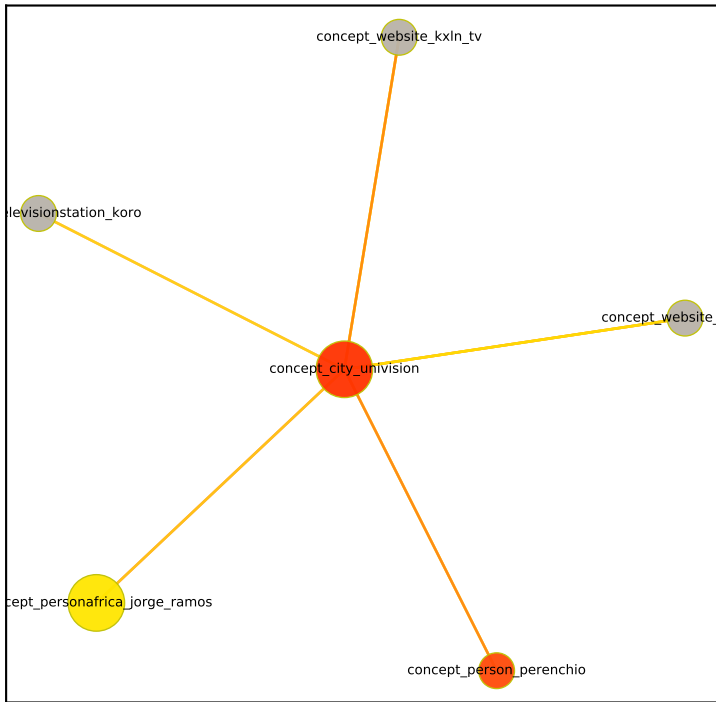 concept_website_kxln_tv
elevisionstation_koro
concept_website_
concept_city_univision
cept_personafrica_jorge_ramos
concept_person_perenchio